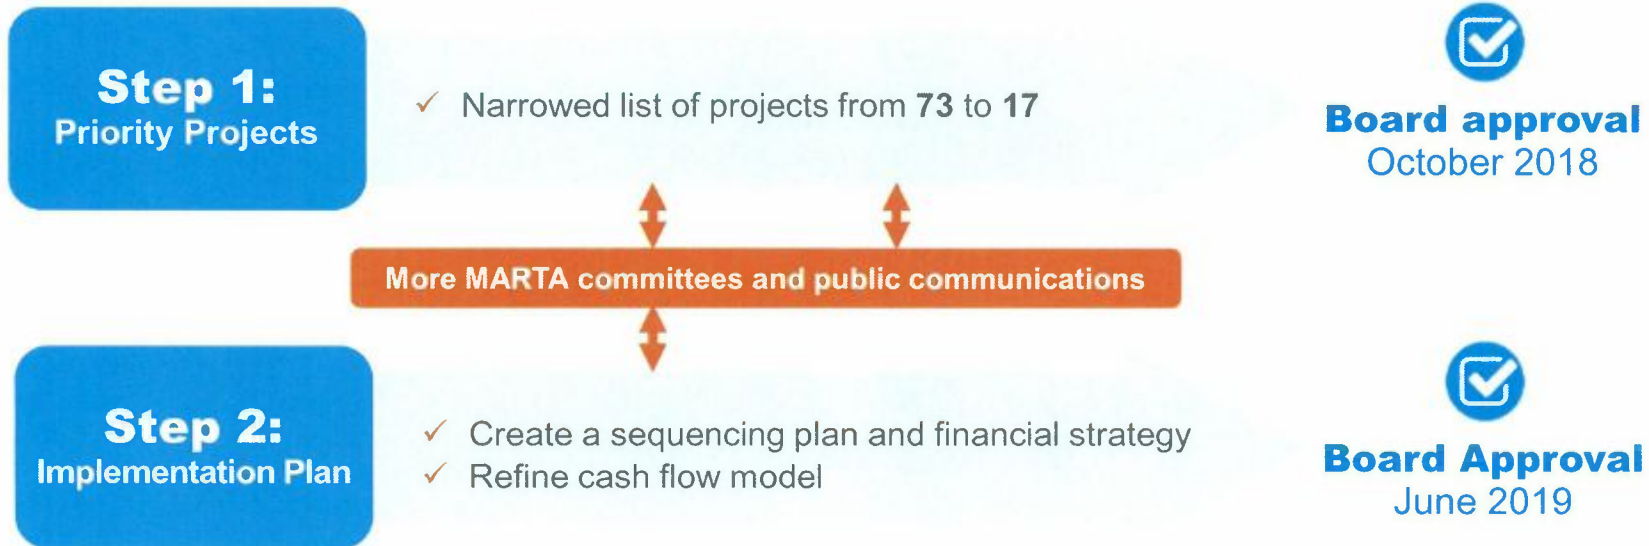 Step 1:
Priority Projects
✓ Narrowed list of projects from 73 to 17
Board approval
October 2018
More MARTA committees and public communications
Step 2:
Implementation Plan
✓ Create a sequencing plan and financial strategy
✓ Refine cash flow model
Board Approval
June 2019